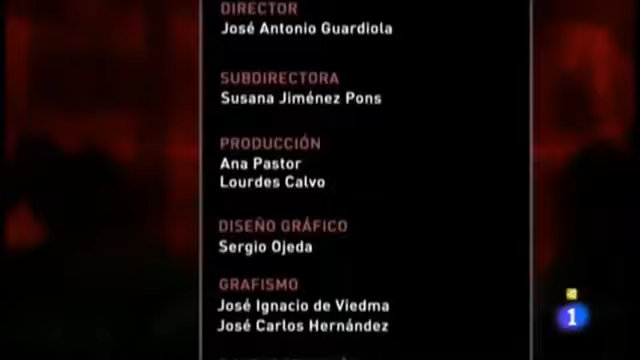 DIRECTOR
José Antonio Guardiola
SUBDIRECTORA
Susana Jiménez Pons
PRODUCCIÓN
Ana Pastor
Lourdes Calvo
DISEÑO GRÁFICO
Sergio Ojeda
GRAFISMO
José Ignacio de Viedma
José Carlos Hernández
1